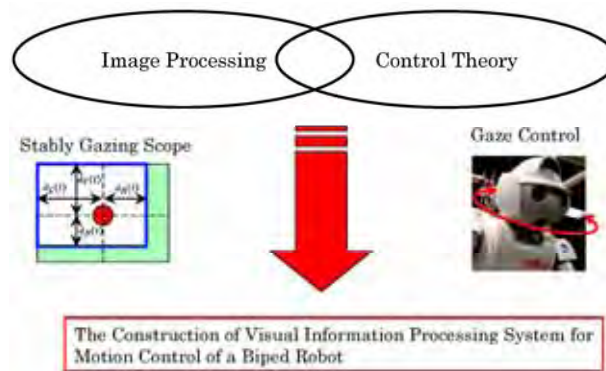 Image Processing
Control Theory
Stably Gazing Scope
Gaze Control
The Construction of Visual Information Processing System for
Motion Control of a Biped Robot